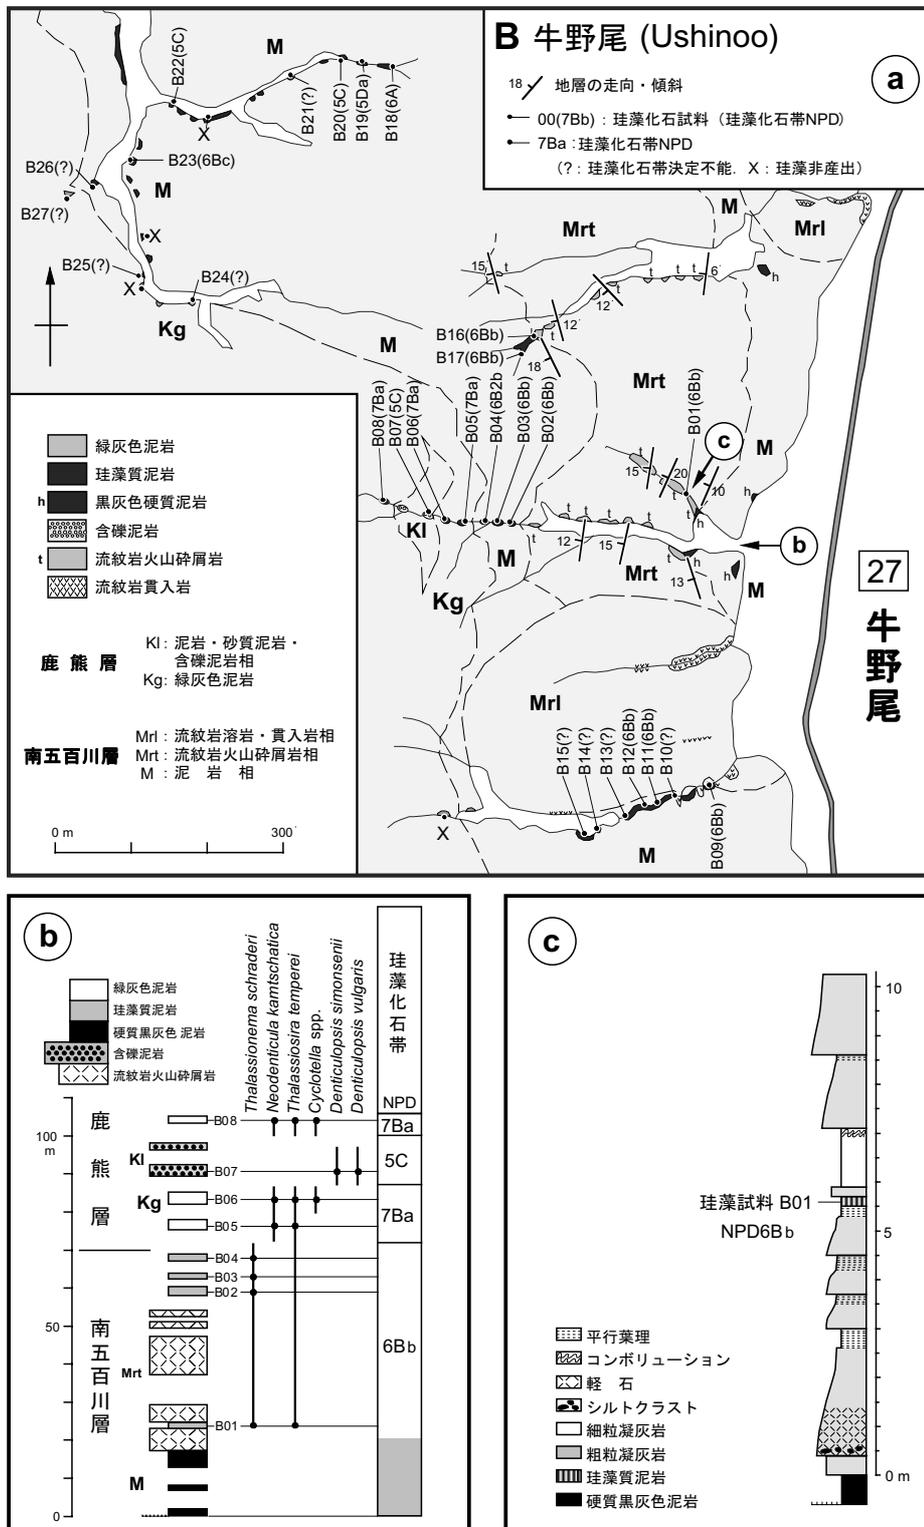 B 牛野尾 (Ushinoo)
a
18 地層の走向・傾斜
00(7Bb) : 珪藻化石試料 (珪藻化石帯NPD)
7Ba : 珪藻化石帯NPD
(? : 珪藻化石帯決定不能. X : 珪藻非産出)
M
B22(5C)
X
B21(?)
B20(5C)
B19(5Da)
B18(6A)
B26(?)
B23(6Bc)
M
B27(?)
X
B25(?)
X
B24(?)
Kg
M
M
Mrt
Mrl
15
t
t
t
t
t
6
h
12
12
B16(6Bb)
t
B17(6Bb)
18
Mrt
B08(7Ba)
B07(5C)
B06(7Ba)
B05(7Ba)
B04(6B2b
B03(6Bb)
B02(6Bb)
B01(6Bb)
c
M
15
t
20
t
10
h
t
h
Kl
M
t
t
t
t
12
15
Mrt
t
h
h
13
b
M
Kg
27
牛野尾
Mrl
B15(?)
B14(?)
B13(?)
B12(6Bb)
B11(6Bb)
B10(?)
B09(6Bb)
X
M
緑灰色泥岩
珪藻質泥岩
h 黒灰色硬質泥岩
含礫泥岩
t 流紋岩火山砕屑岩
流紋岩貫入岩
鹿熊層
Kl : 泥岩・砂質泥岩・
含礫泥岩相
Kg: 緑灰色泥岩
南五百川層
Mrl : 流紋岩溶岩・貫入岩相
Mrt : 流紋岩火山砕屑岩相
M : 泥 岩 相
0 m 300
b
緑灰色泥岩
珪藻質泥岩
硬質黒灰色 泥岩
含礫泥岩
流紋岩火山砕屑岩
Thalassionema schraderi
Neodenticula kamtschatica
Thalassiosira temperei
Cyclotella spp.
Denticulopsis simonsenii
Denticulopsis vulgaris
珪藻化石帯
NPD
鹿熊層
100
m
B08
7Ba
Kl
B07
5C
Kg
B06
B05
7Ba
B04
B03
B02
50
南五百川層
Mrt
6Bb
B01
M
0
c
10
珪藻試料 B01
NPD6Bb
5
0 m
平行葉理
コンボリューション
軽 石
シルトクラスト
細粒凝灰岩
粗粒凝灰岩
珪藻質泥岩
硬質黒灰色泥岩